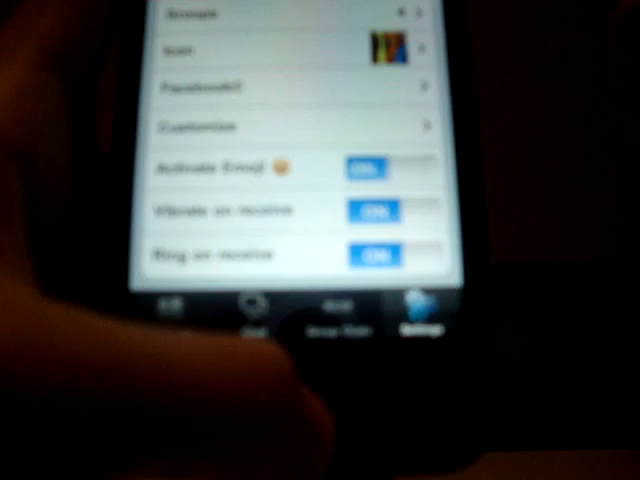 Groups
Icon
Facebook
Customize
Activate Emoji
ON
Vibrate on receive
ON
Ring on receive
ON
Settings